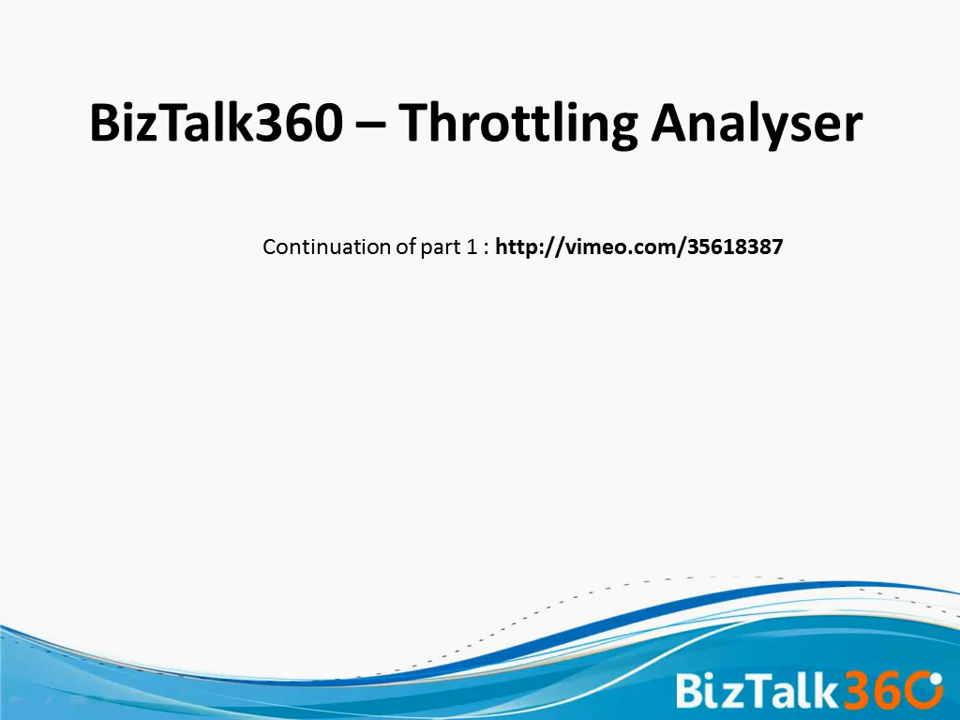 BizTalk360 – Throttling Analyser
Continuation of part 1 : http://vimeo.com/35618387
BizTalk360